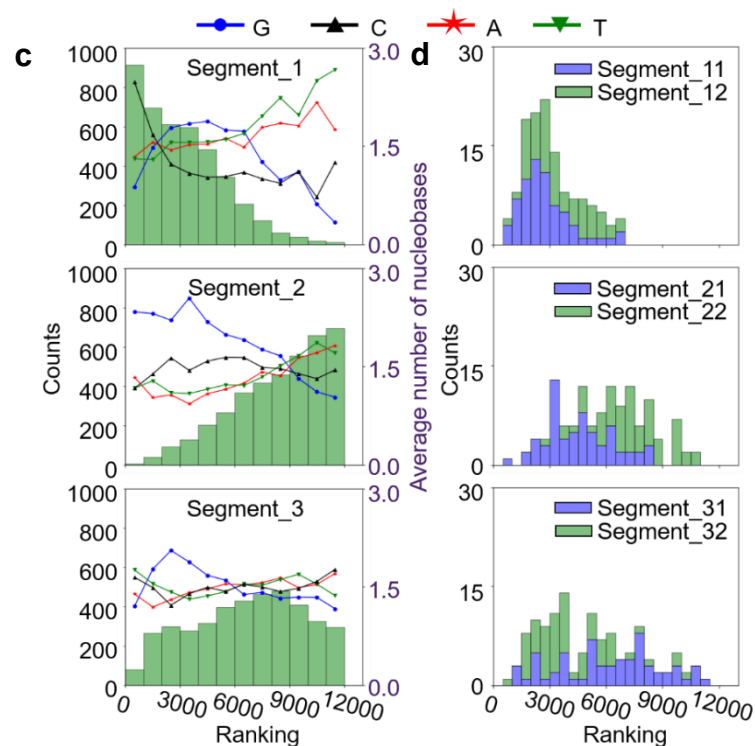 G C A T
c
d
Segment_1
1000
800
600
400
200
0
3.0
1.5
0.0
Segment_2
1000
800
600
400
200
0
3.0
1.5
0.0
Segment_3
1000
800
600
400
200
0
3.0
1.5
0.0
Counts
Average number of nucleobases
0 3000 6000 9000 12000
Ranking
Segment_11
Segment_12
30
15
0
Segment_21
Segment_22
30
15
0
Segment_31
Segment_32
30
15
0
Counts
0 3000 6000 9000 12000
Ranking